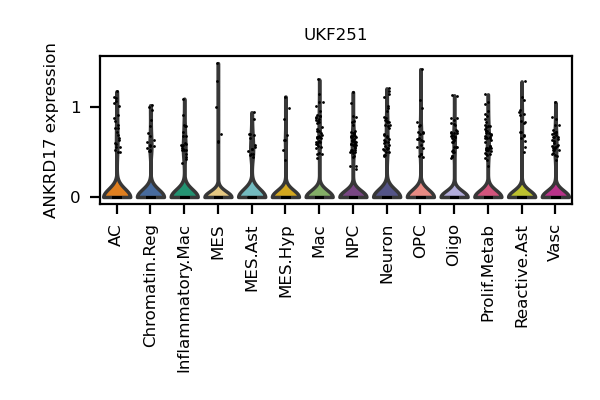 UKF251
ANKRD17 expression
1
0
AC
Chromatin.Reg
Inflammatory.Mac
MES
MES.Ast
MES.Hyp
Mac
NPC
Neuron
OPC
Oligo
Prolif.Metab
Reactive.Ast
Vasc